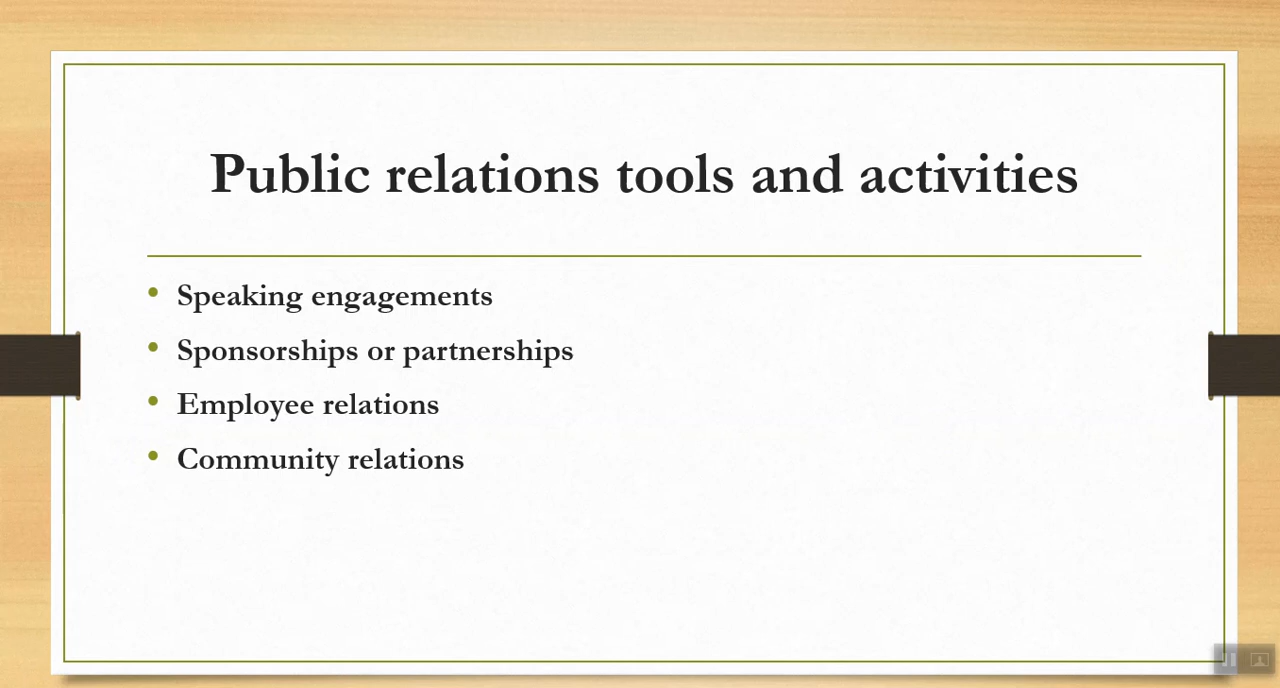 Public relations tools and activities
• Speaking engagements
• Sponsorships or partnerships
• Employee relations
• Community relations